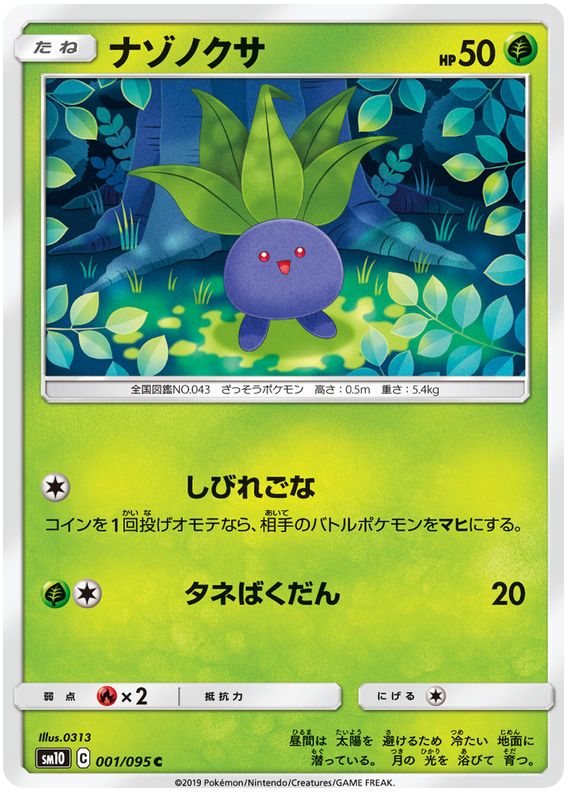 たね ナゾノクサ HP50
全国図鑑NO.043 ざっそうポケモン 高さ:0.5m 重さ:5.4kg
しびれごな
コインを1回投げオモテなら、相手のバトルポケモンをマヒにする。
タネばくだん 20
弱点 ×2 抵抗力 にげる
Illus.0313
昼間は 太陽を 避けるため 冷たい 地面に
SM10 C 001/095 C
潜っている。 月の 光を 浴びて 育つ。
©2019 Pokémon/Nintendo/Creatures/GAME FREAK.